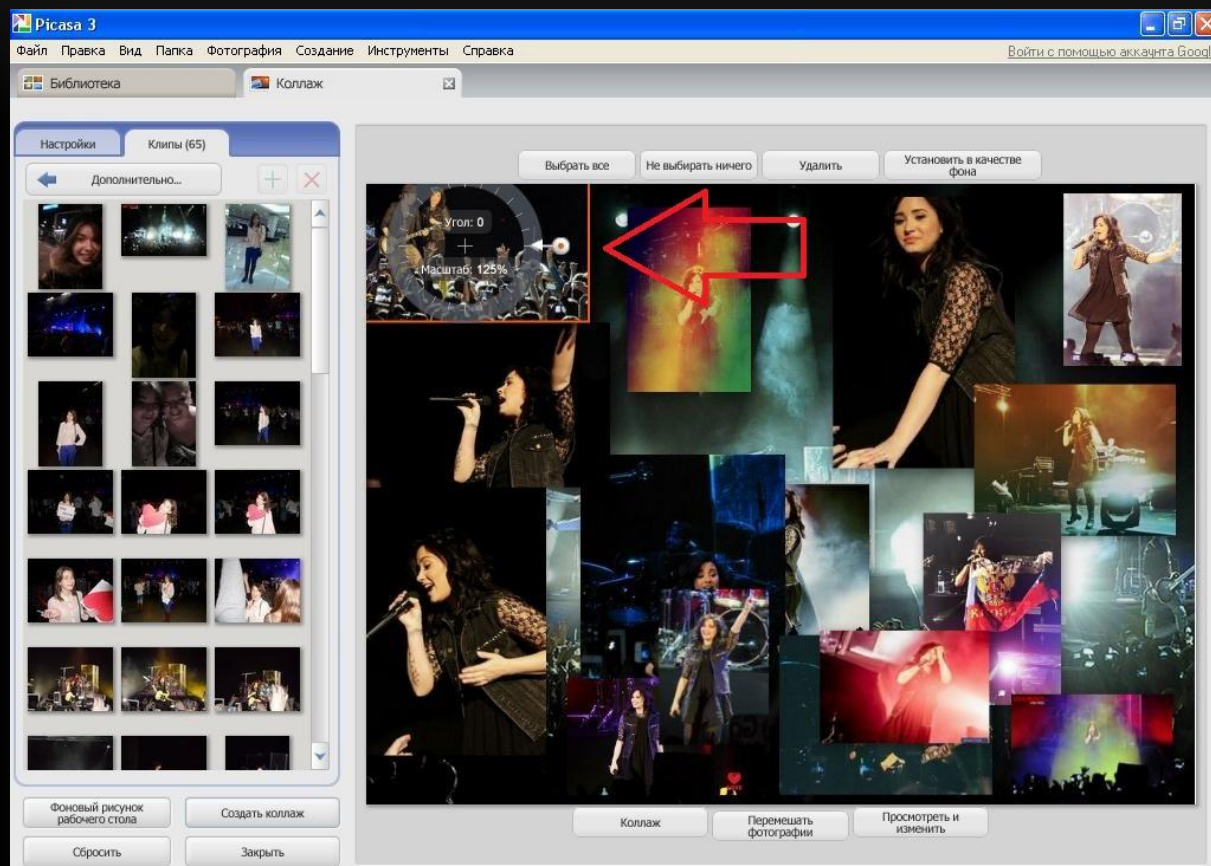 Picasa 3
Файл Правка Вид Папка Фотография Создание Инструменты Справка
Войти с помощью аккаунта Googl
Библиотека
Коллаж
Настройки
Клипы (65)
Дополнительно...
Выбрать все
Не выбирать ничего
Удалить
Установить в качестве
фона
Угол: 0
Масштаб: 125%
Фоновый рисунок
рабочего стола
Создать коллаж
Сбросить
Закрыть
Коллаж
Перемешать
фотографии
Просмотреть и
изменить